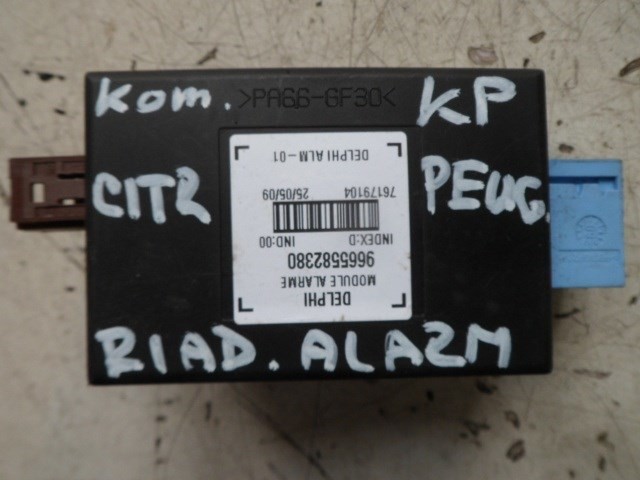 Kom. >PA66-GF30< KP
CITR PEUG.
RIAD. ALARM
DELPHI
MODULE ALARME
9665582380
INDEX:D IND:00
25/05/09 76179104
DELPHI ALM-01